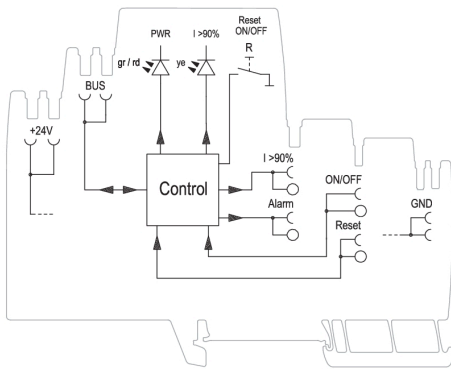 PWR
I >90%
Reset
ON/OFF
R
gr / rd
ye
BUS
+24V
Control
I >90%
Alarm
ON/OFF
Reset
GND